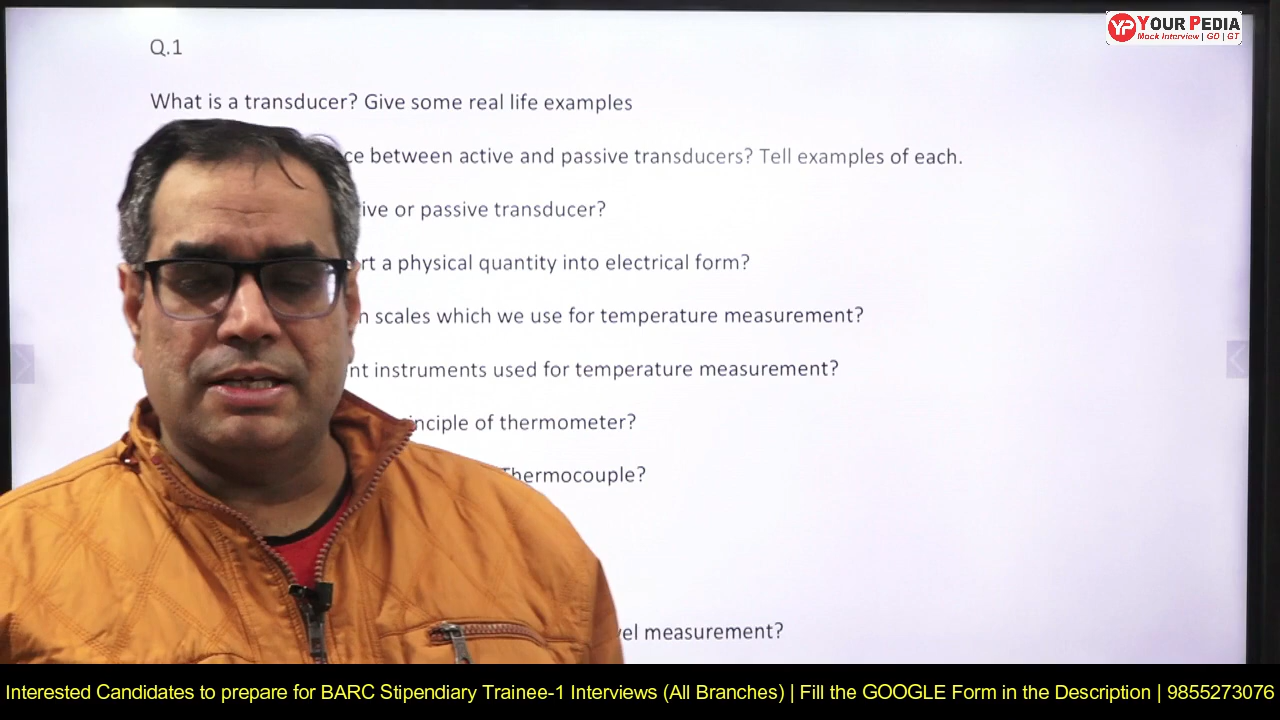 YP YOUR PEDIA
Mock Interview | GD | GT
Q.1
What is a transducer? Give some real life examples
ce between active and passive transducers? Tell examples of each.
ive or passive transducer?
rt a physical quantity into electrical form?
n scales which we use for temperature measurement?
nt instruments used for temperature measurement?
nciple of thermometer?
Thermocouple?
vel measurement?
Interested Candidates to prepare for BARC Stipendiary Trainee-1 Interviews (All Branches) | Fill the GOOGLE Form in the Description | 9855273076